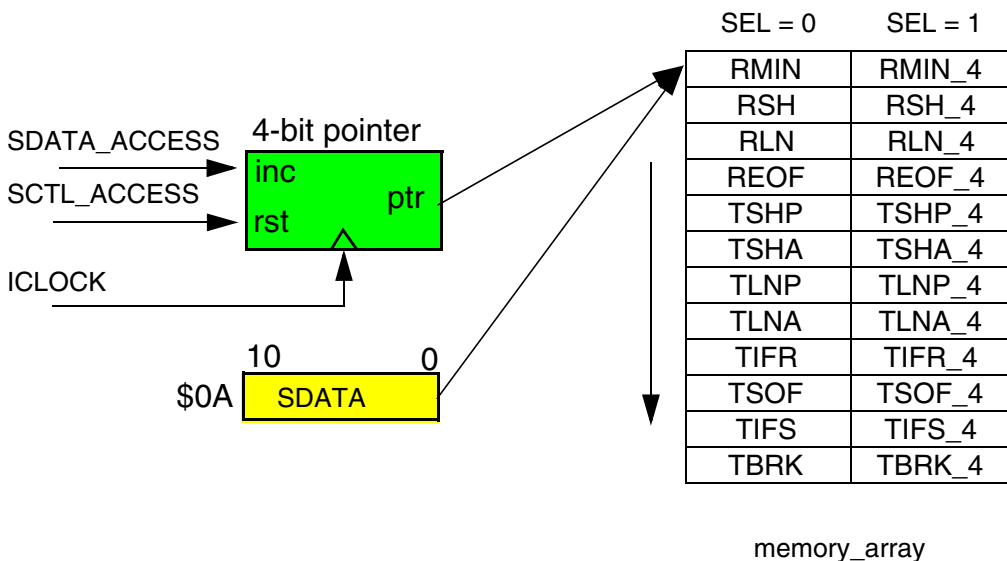 SEL = 0 SEL = 1
SDATA_ACCESS
SCTL_ACCESS
ICLOCK
4-bit pointer
inc
ptr
rst
10 0
$0A SDATA
RMIN RMIN_4
RSH RSH_4
RLN RLN_4
REOF REOF_4
TSHP TSHP_4
TSHA TSHA_4
TLNP TLNP_4
TLNA TLNA_4
TIFR TIFR_4
TSOF TSOF_4
TIFS TIFS_4
TBRK TBRK_4
memory_array